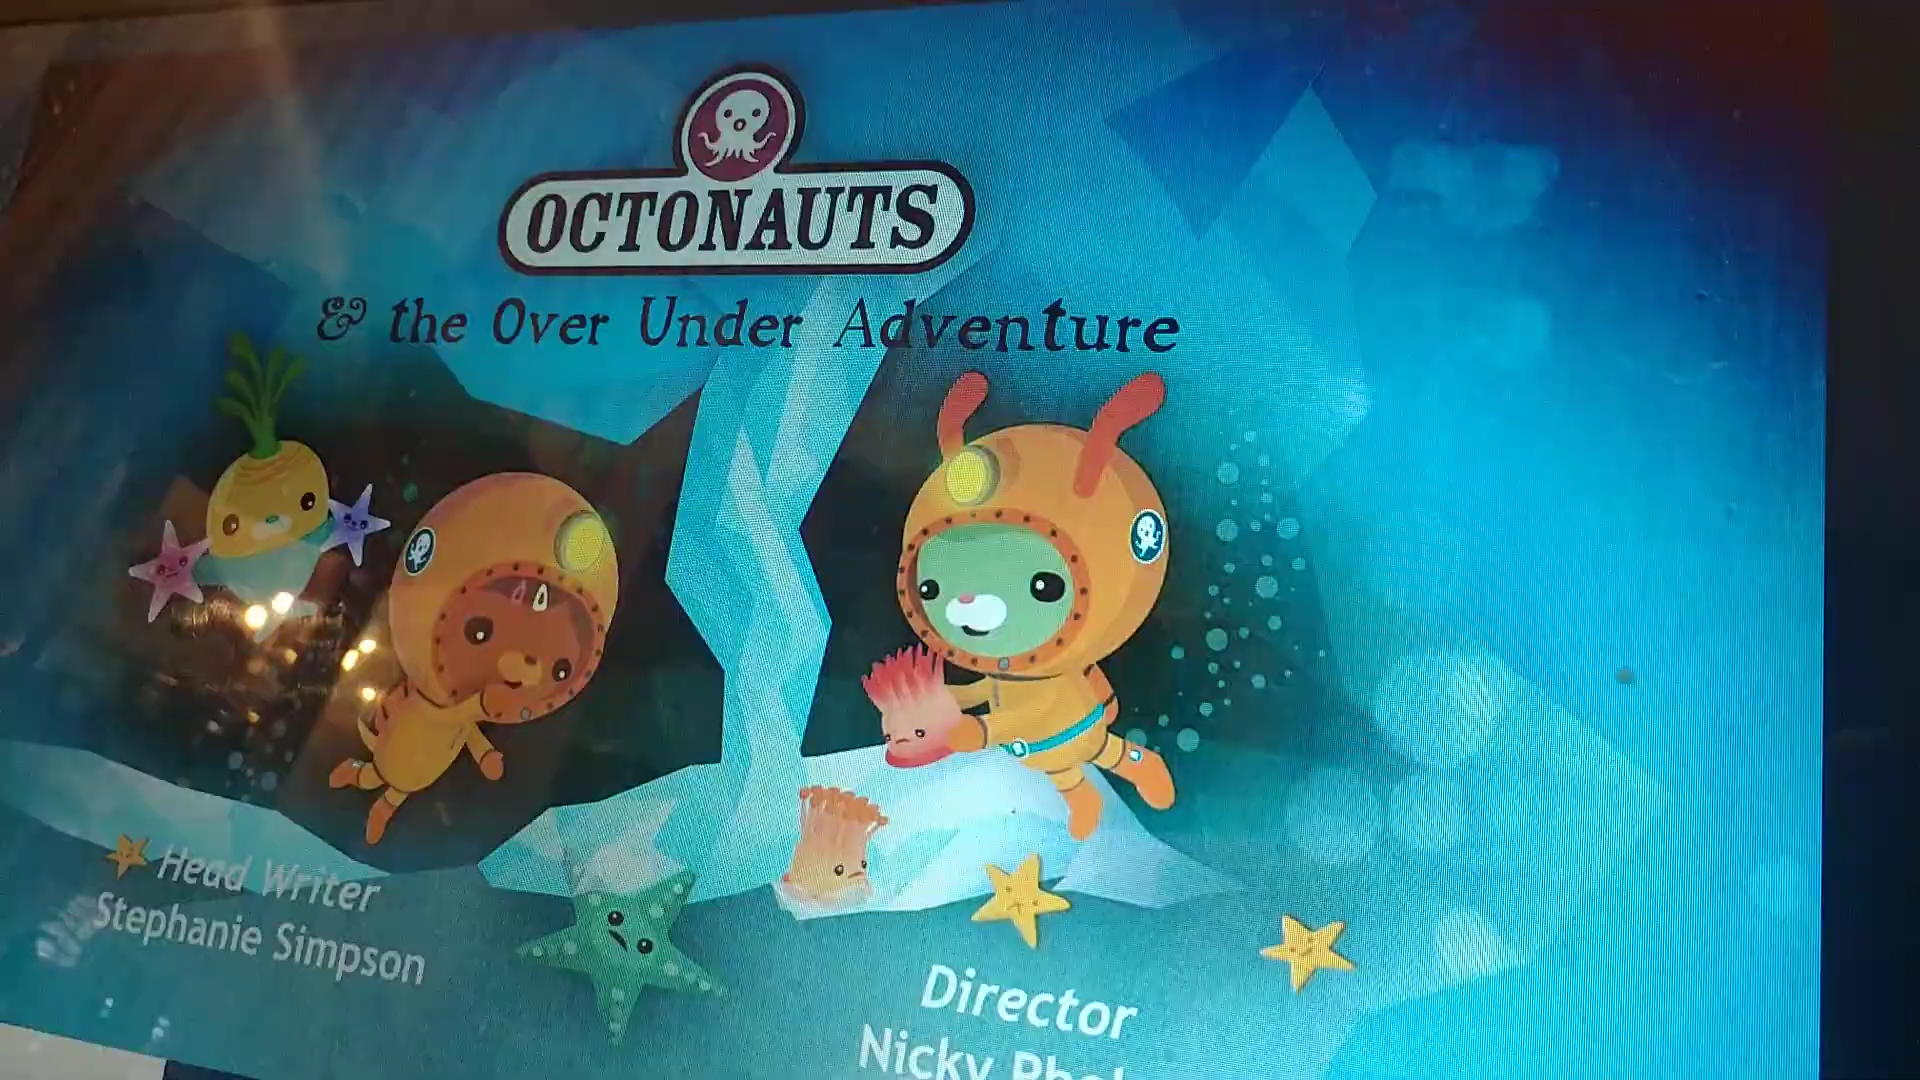 OCTONAUTS
& the Over Under Adventure
Head Writer
Stephanie Simpson
Director
Nicky